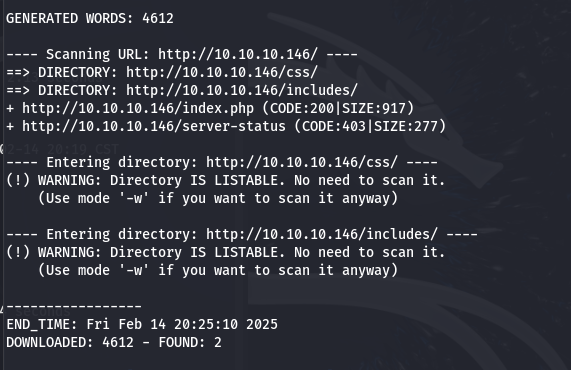 GENERATED WORDS: 4612
---- Scanning URL: http://10.10.10.146/ ----
==> DIRECTORY: http://10.10.10.146/css/
==> DIRECTORY: http://10.10.10.146/includes/
+ http://10.10.10.146/index.php (CODE:200|SIZE:917)
+ http://10.10.10.146/server-status (CODE:403|SIZE:277)
---- Entering directory: http://10.10.10.146/css/ ----
(!) WARNING: Directory IS LISTABLE. No need to scan it.
    (Use mode '-w' if you want to scan it anyway)
---- Entering directory: http://10.10.10.146/includes/ ----
(!) WARNING: Directory IS LISTABLE. No need to scan it.
    (Use mode '-w' if you want to scan it anyway)
-----------------
END_TIME: Fri Feb 14 20:25:10 2025
DOWNLOADED: 4612 - FOUND: 2